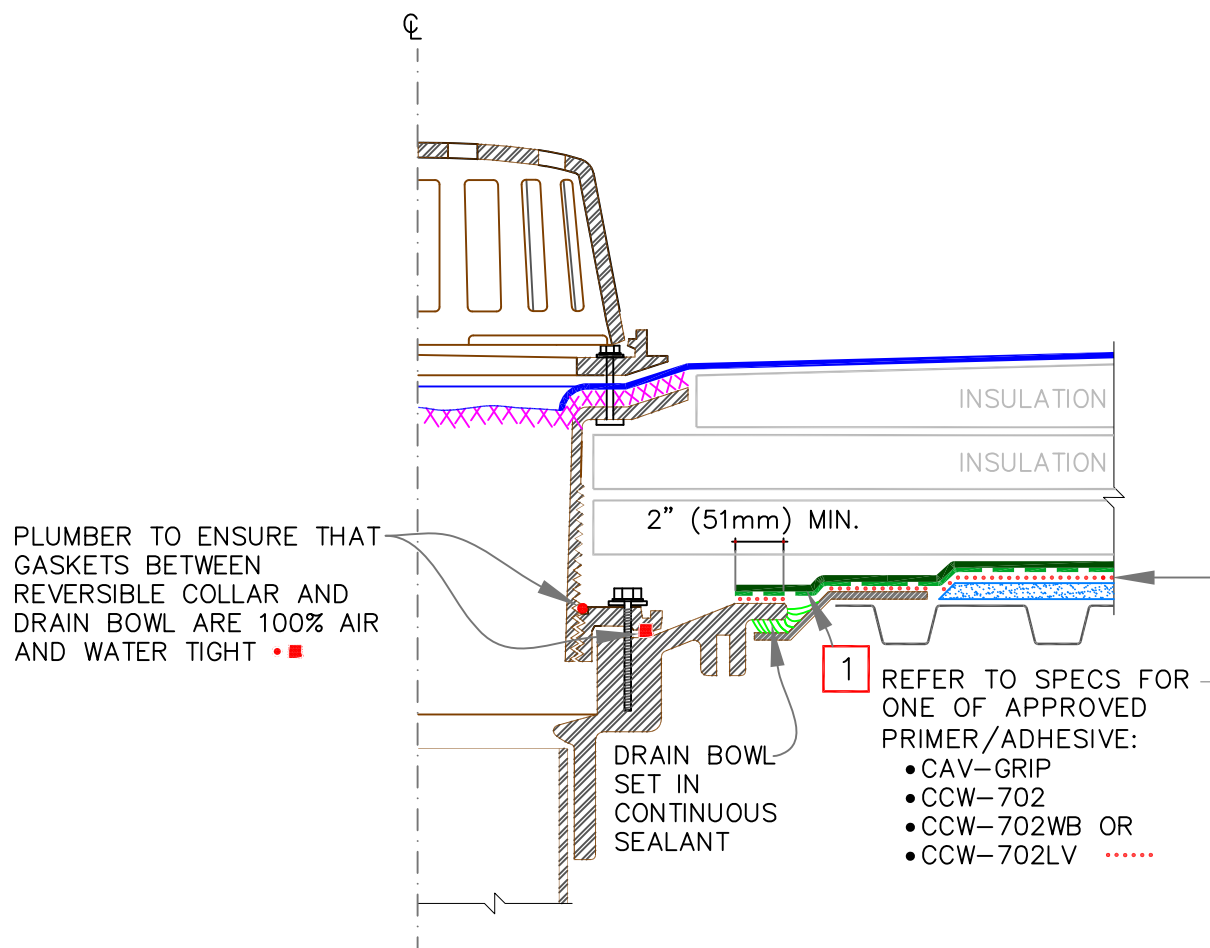 ℄
INSULATION
INSULATION
2” (51mm) MIN.
PLUMBER TO ENSURE THAT
GASKETS BETWEEN
REVERSIBLE COLLAR AND
DRAIN BOWL ARE 100% AIR
AND WATER TIGHT
1
REFER TO SPECS FOR
ONE OF APPROVED
PRIMER/ADHESIVE:
• CAV-GRIP
• CCW-702
• CCW-702WB OR
• CCW-702LV
DRAIN BOWL
SET IN
CONTINUOUS
SEALANT